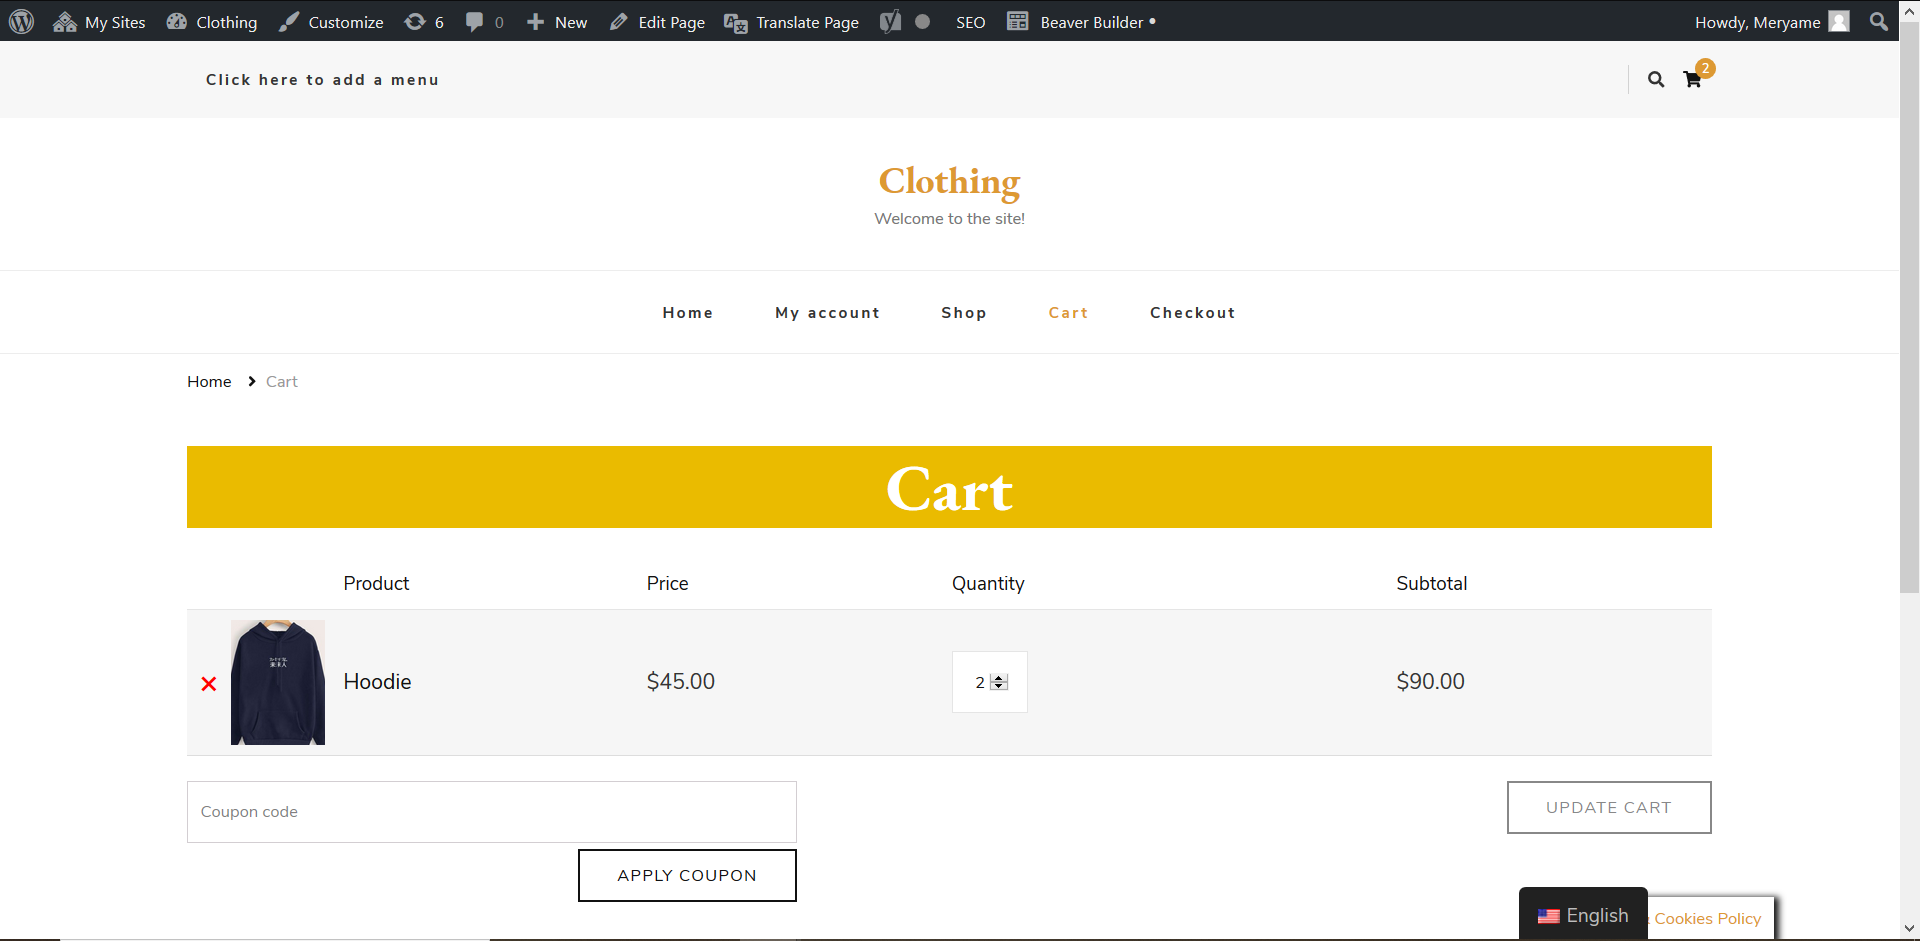 My Sites Clothing Customize 6 0 New Edit Page Translate Page SEO Beaver Builder • Howdy, Meryame
Click here to add a menu
2
Clothing
Welcome to the site!
Home My account Shop Cart Checkout
Home Cart
Cart
Product Price Quantity Subtotal
Hoodie $45.00 2 $90.00
Coupon code
UPDATE CART
APPLY COUPON
English
Cookies Policy